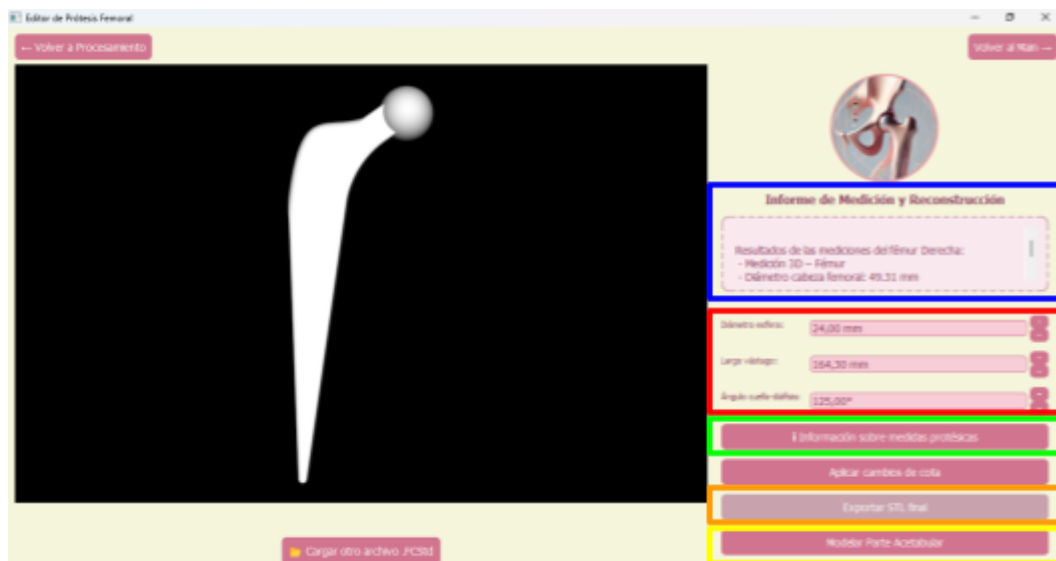 Editor de Prótesis Femoral
← Volver a Procesamiento
Volver al Main →
Informe de Medición y Reconstrucción
Resultados de las mediciones del fémur Derecha:
- Medición 3D – Fémur
- Diámetro cabeza femoral: 49.31 mm
Diámetro esfera: 24,00 mm
Largo vástago: 164,30 mm
Ángulo cuello-diáfisis: 125,00°
Información sobre medidas protésicas
Aplicar cambios de cota
Exportar STL final
Modelar Parte Acetabular
Cargar otro archivo .FCStd